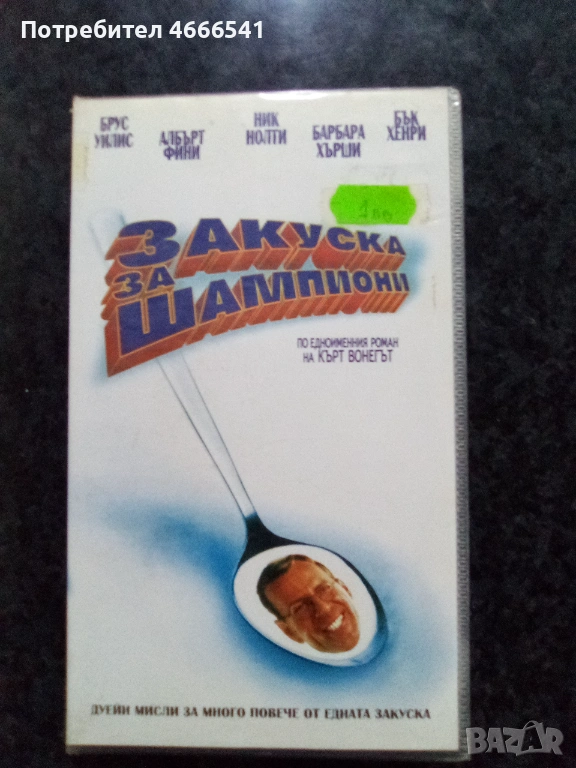 Потребител 4666541
БРУС УИЛИС
АЛБЪРТ ФИНИ
НИК НОЛТИ
БАРБАРА ХЪРШИ
БЪК ХЕНРИ
ЗАКУСКА
ЗА
ШАМПИОНИ
ПО ЕДНОИМЕННИЯ РОМАН
НА КЪРТ ВОНЕГЪТ
ДУЕЙН МИСЛИ ЗА МНОГО ПОВЕЧЕ ОТ ЕДНАТА ЗАКУСКА
BAZAR